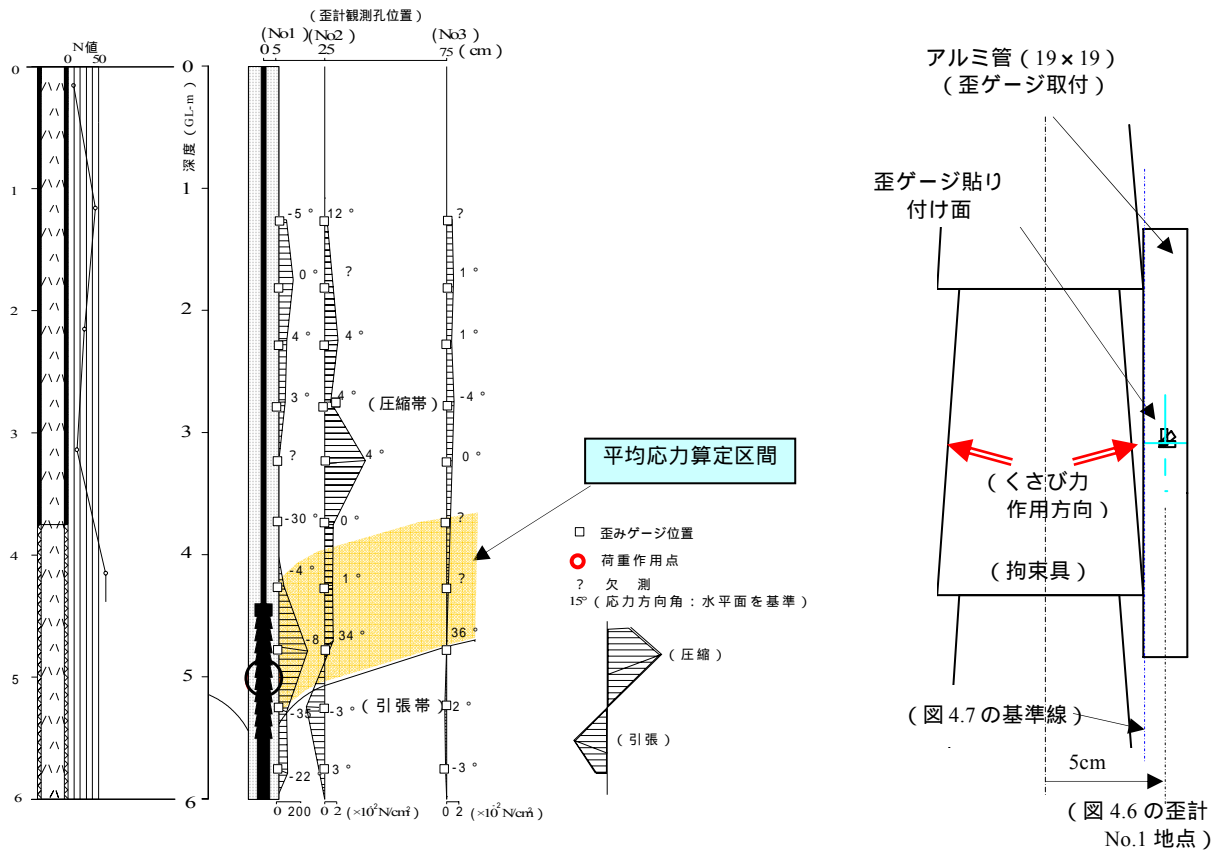 (歪計観測孔位置)
(No1) (No2) (No3)
0 5 25 75 (cm)
N値
0 50
0
1
2
3
4
5
6
深度(GL-m)
0
1
2
3
4
5
6
-5° 12° ?
0° ? 1°
4° 4° 1°
3° 4° (圧縮帯) -4°
? 4° 0°
-30° 0° ?
-4° 1° ?
-8 34° 36°
-35 -3° (引張帯) 2°
-22° 3° -3°
0 200 0 2 (×10²N/cm²) 0 2 (×10⁻²N/cm²)
平均応力算定区間
□ 歪みゲージ位置
○ 荷重作用点
? 欠 測
15°(応力方向角:水平面を基準)
(圧縮)
(引張)
アルミ管(19×19)
(歪ゲージ取付)
歪ゲージ貼り
付け面
(くさび力
作用方向)
(拘束具)
(図 4.7 の基準線)
5cm
(図 4.6 の歪計
No.1 地点)